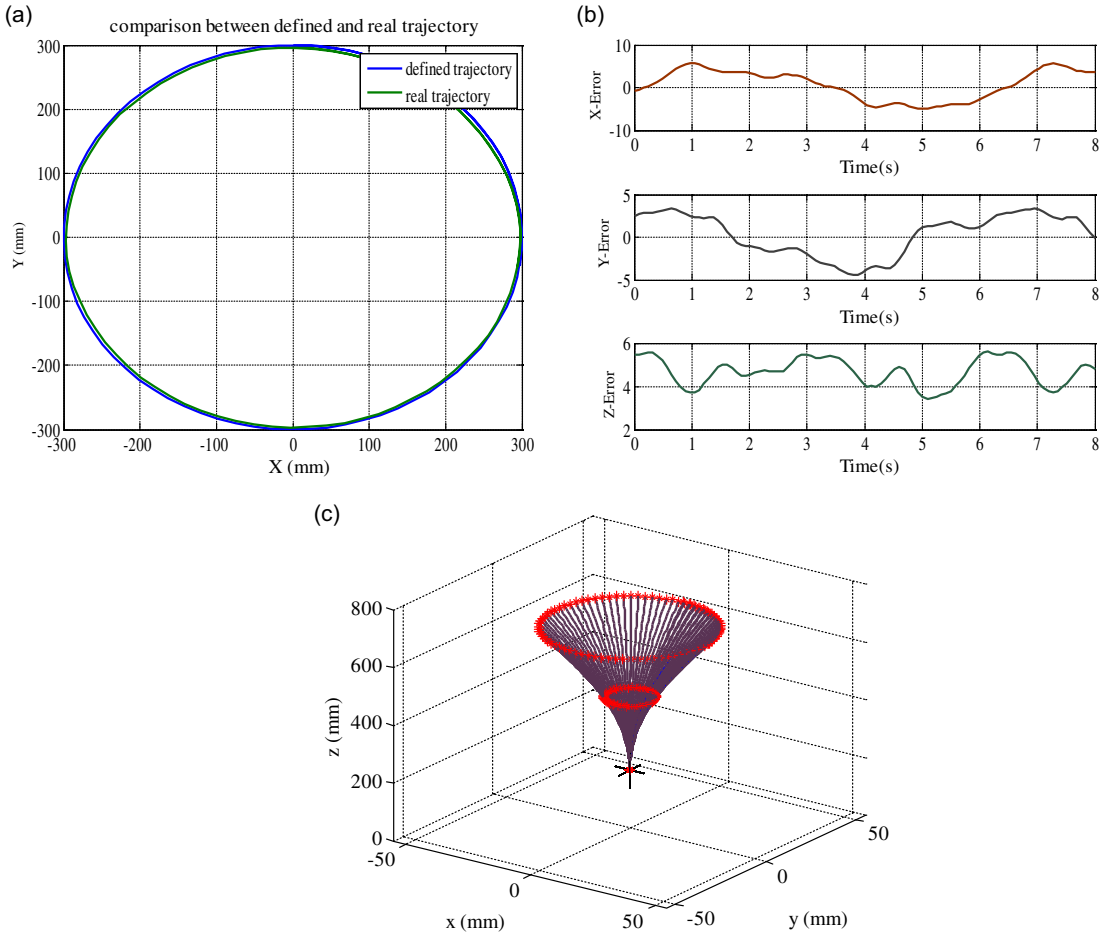 (a)
comparison between defined and real trajectory
300
200
100
0
-100
-200
-300
Y (mm)
defined trajectory
real trajectory
-300 -200 -100 0 100 200 300
X (mm)
(b)
10
0
-10
X-Error
0 1 2 3 4 5 6 7 8
Time(s)
5
0
-5
Y-Error
0 1 2 3 4 5 6 7 8
Time(s)
6
4
2
Z-Error
0 1 2 3 4 5 6 7 8
Time(s)
(c)
800
600
400
200
0
z (mm)
-50
0
50
x (mm)
-50
0
50
y (mm)